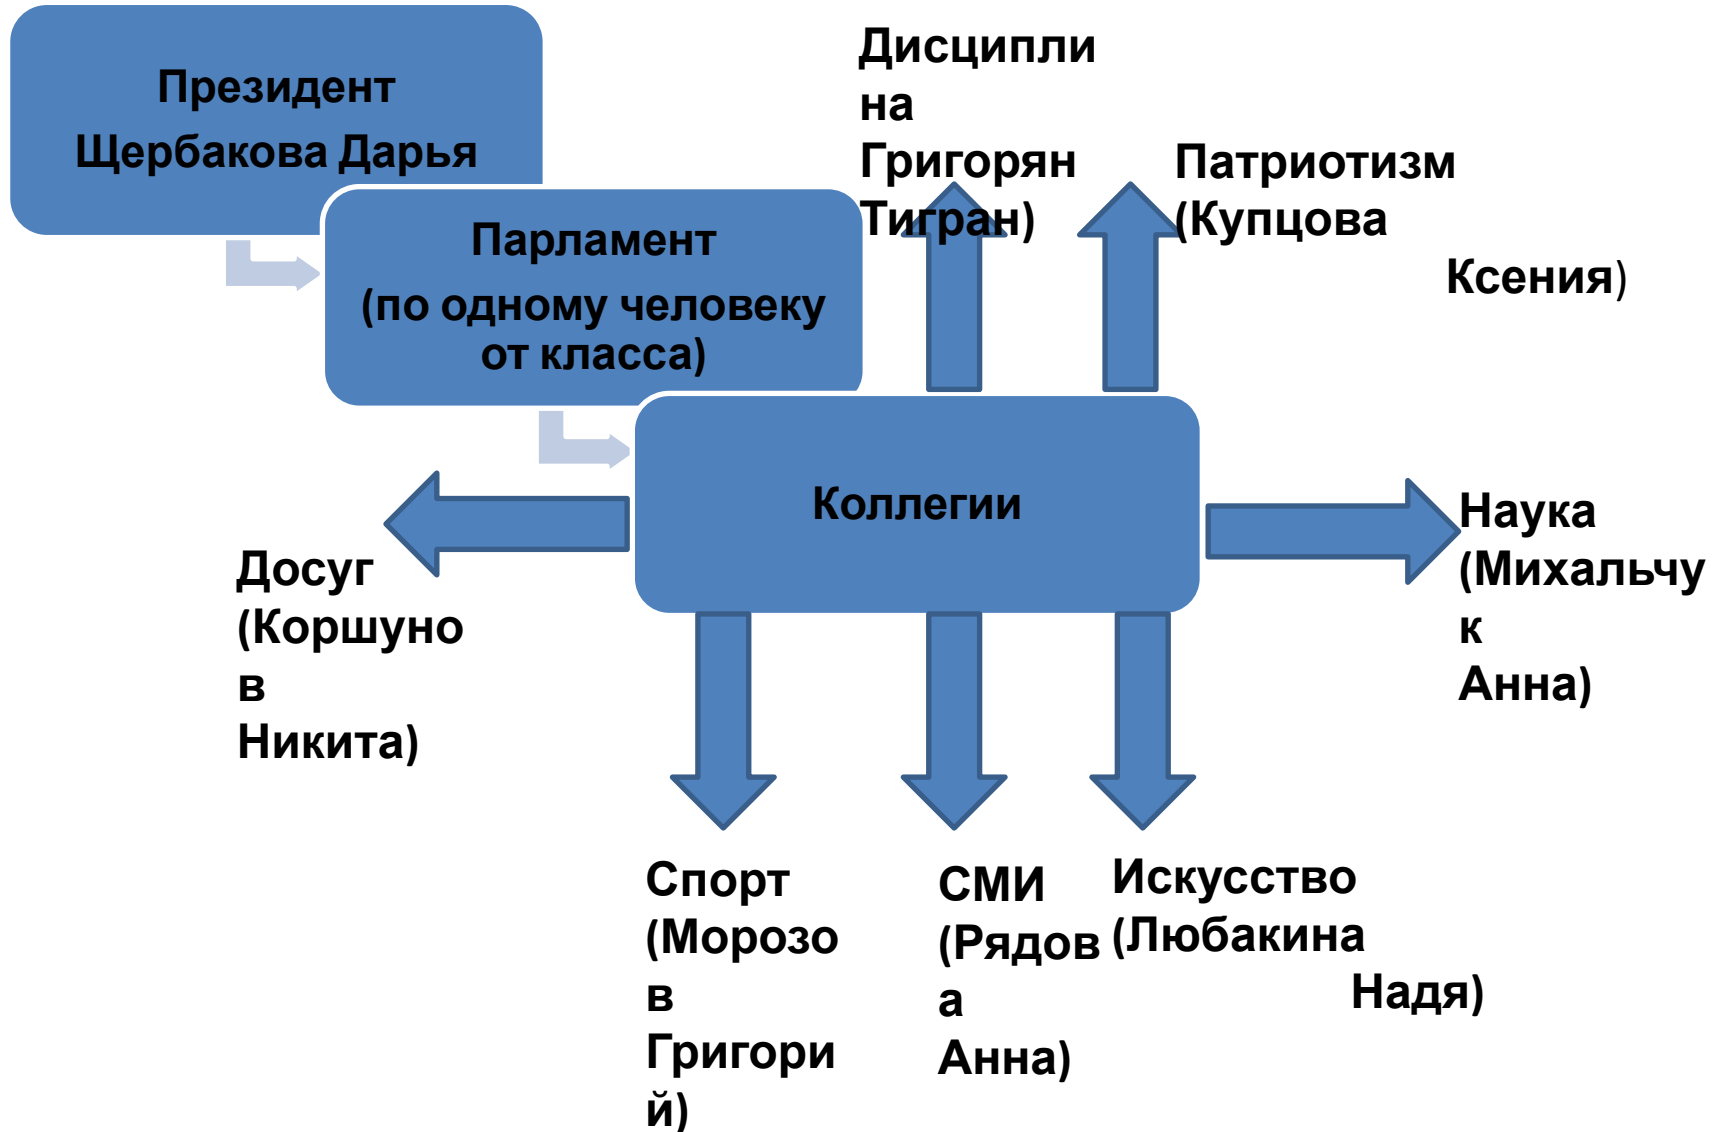 Президент
Щербакова Дарья
Парламент
(по одному человеку
от класса)
Коллегии
Дисципли
на
Григорян
Тигран)
Патриотизм
(Купцова
Ксения)
Наука
(Михальчу
к
Анна)
Досуг
(Коршуно
в
Никита)
Спорт
(Морозо
в
Григори
й)
СМИ
(Рядов
а
Анна)
Искусство
(Любакина
Надя)